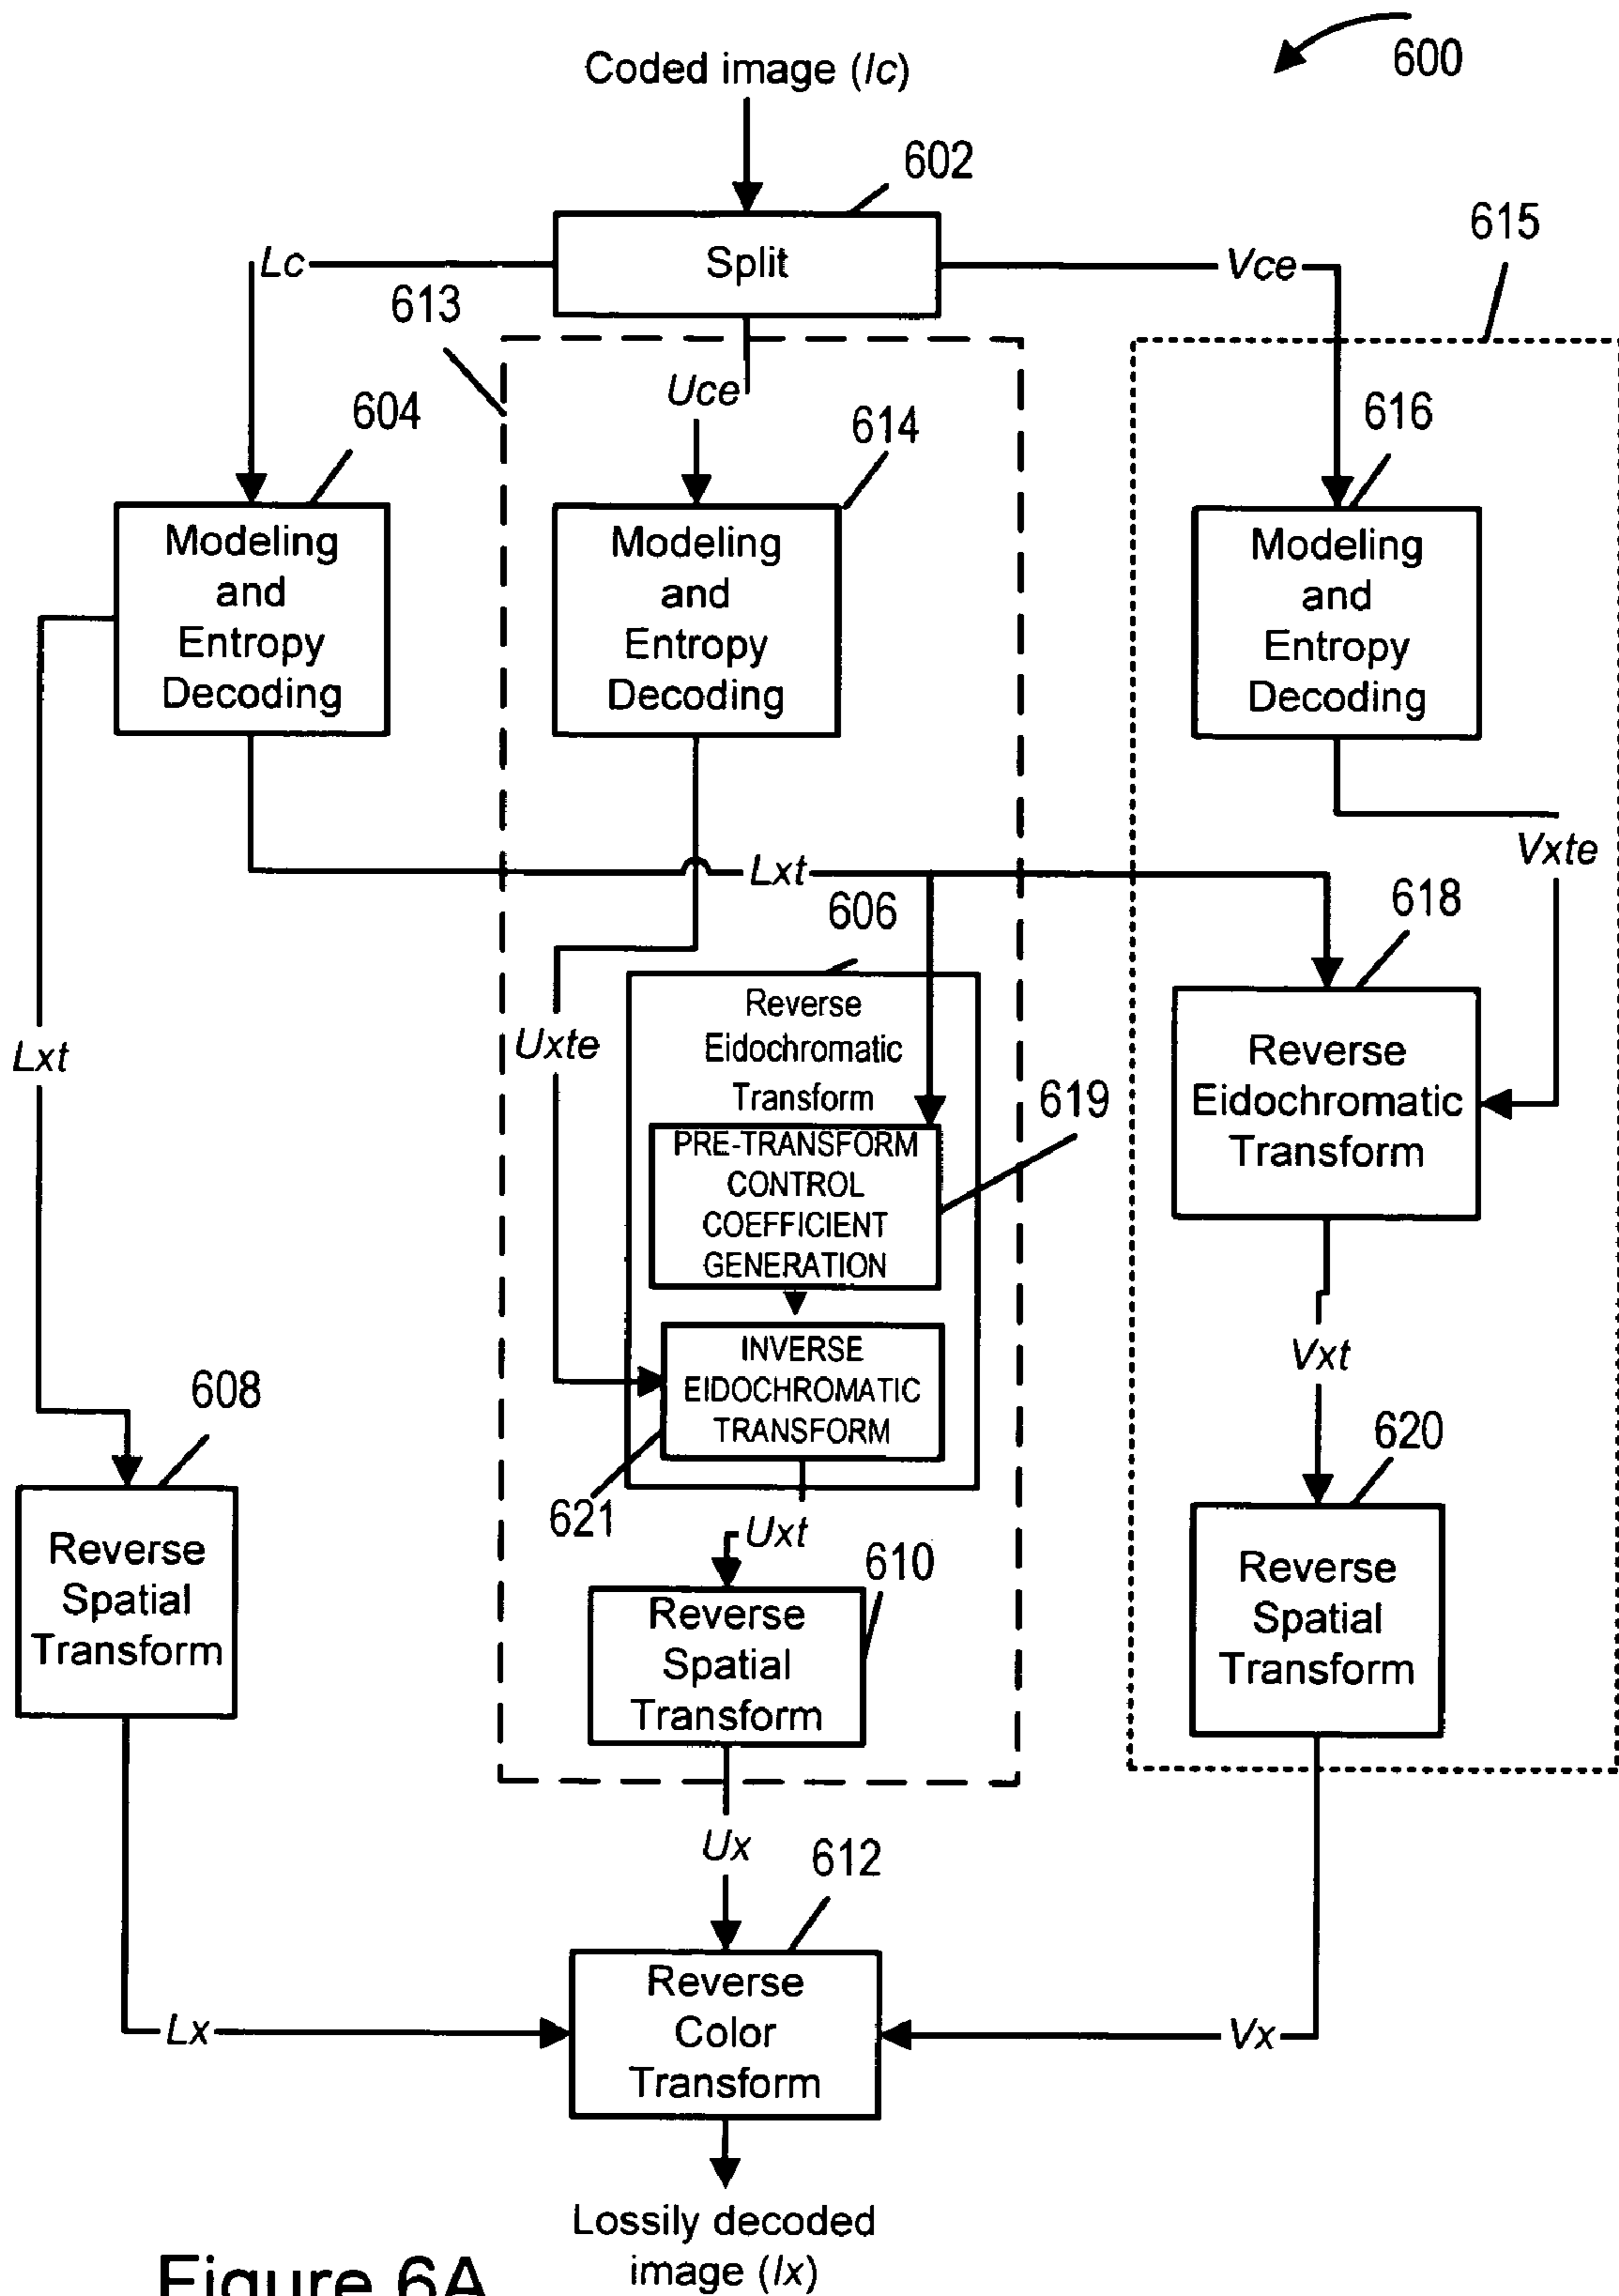 600
Coded image (Ic)
602
Split
Lc
Vce
615
613
Uce
604
614
616
Modeling
and
Entropy
Decoding
Modeling
and
Entropy
Decoding
Modeling
and
Entropy
Decoding
Lxt
Vxte
606
618
Lxt
Uxte
Reverse
Eidochromatic
Transform
619
Reverse
Eidochromatic
Transform
PRE-TRANSFORM
CONTROL
COEFFICIENT
GENERATION
INVERSE
EIDOCHROMATIC
TRANSFORM
Vxt
608
620
621
Uxt
610
Reverse
Spatial
Transform
Reverse
Spatial
Transform
Reverse
Spatial
Transform
Ux
612
Reverse
Color
Transform
Lx
Vx
Lossily decoded
image (Ix)
Figure 6A